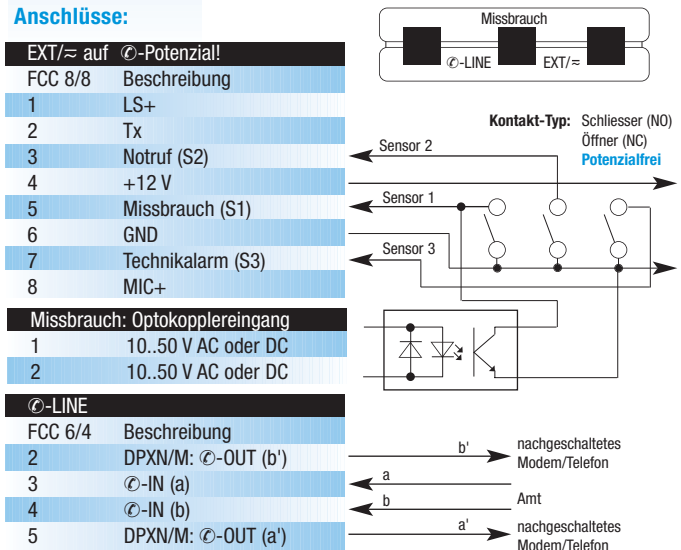 Anschlüsse:
EXT/≂ auf ✆-Potenzial!
FCC 8/8 Beschreibung
1 LS+
2 Tx
3 Notruf (S2)
4 +12 V
5 Missbrauch (S1)
6 GND
7 Technikalarm (S3)
8 MIC+
Missbrauch: Optokopplereingang
1 10..50 V AC oder DC
2 10..50 V AC oder DC
✆-LINE
FCC 6/4 Beschreibung
2 DPXN/M: ✆-OUT (b')
3 ✆-IN (a)
4 ✆-IN (b)
5 DPXN/M: ✆-OUT (a')
Missbrauch
✆-LINE EXT/≂
Kontakt-Typ: Schliesser (NO)
Öffner (NC)
Potenzialfrei
Sensor 2
Sensor 1
Sensor 3
b' nachgeschaltetes
Modem/Telefon
a
b Amt
a' nachgeschaltetes
Modem/Telefon